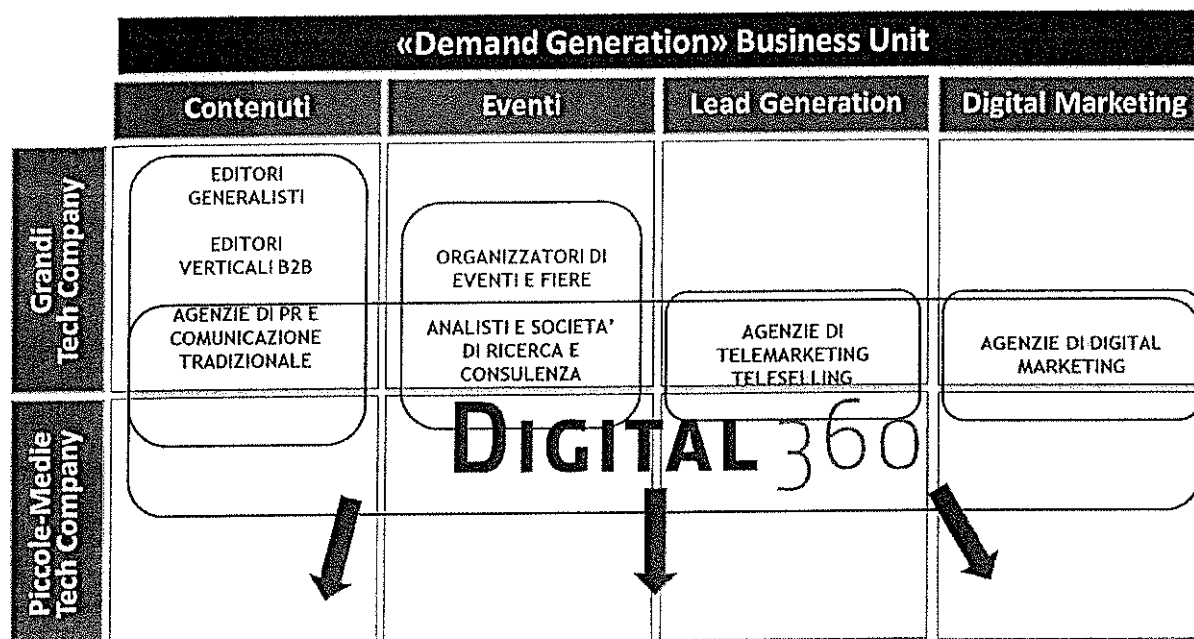 «Demand Generation» Business Unit
Contenuti
Eventi
Lead Generation
Digital Marketing
Grandi
Tech Company
EDITORI
GENERALISTI
EDITORI
VERTICALI B2B
AGENZIE DI PR E
COMUNICAZIONE
TRADIZIONALE
ORGANIZZATORI DI
EVENTI E FIERE
ANALISTI E SOCIETA'
DI RICERCA E
CONSULENZA
AGENZIE DI
TELEMARKETING
TELESELLING
AGENZIE DI DIGITAL
MARKETING
Piccole-Medie
Tech Company
DIGITAL 360